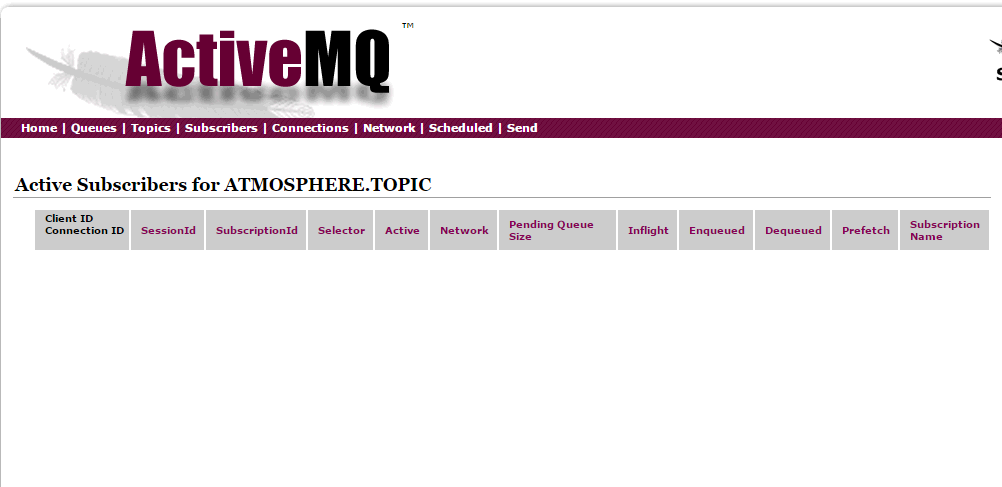 ActiveMQ™
Home | Queues | Topics | Subscribers | Connections | Network | Scheduled | Send
Active Subscribers for ATMOSPHERE.TOPIC
Client ID
Connection ID
SessionId
SubscriptionId
Selector
Active
Network
Pending Queue
Size
Inflight
Enqueued
Dequeued
Prefetch
Subscription
Name